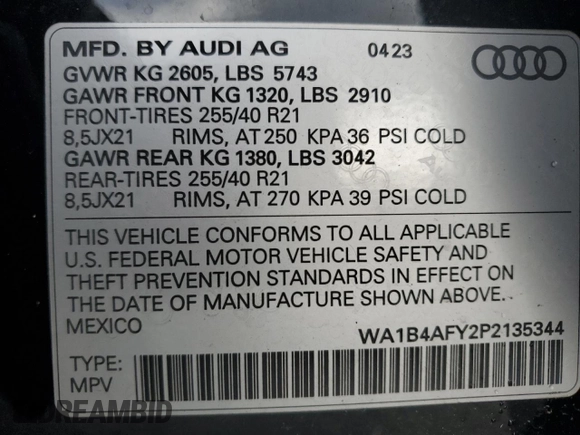 MFD. BY AUDI AG 0423
GVWR KG 2605, LBS 5743
GAWR FRONT KG 1320, LBS 2910
FRONT-TIRES 255/40 R21
8,5JX21 RIMS, AT 250 KPA 36 PSI COLD
GAWR REAR KG 1380, LBS 3042
REAR-TIRES 255/40 R21
8,5JX21 RIMS, AT 270 KPA 39 PSI COLD
THIS VEHICLE CONFORMS TO ALL APPLICABLE
U.S. FEDERAL MOTOR VEHICLE SAFETY AND
THEFT PREVENTION STANDARDS IN EFFECT ON
THE DATE OF MANUFACTURE SHOWN ABOVE.
MEXICO WA1B4AFY2P2135344
TYPE:
MPV
DREAMBID